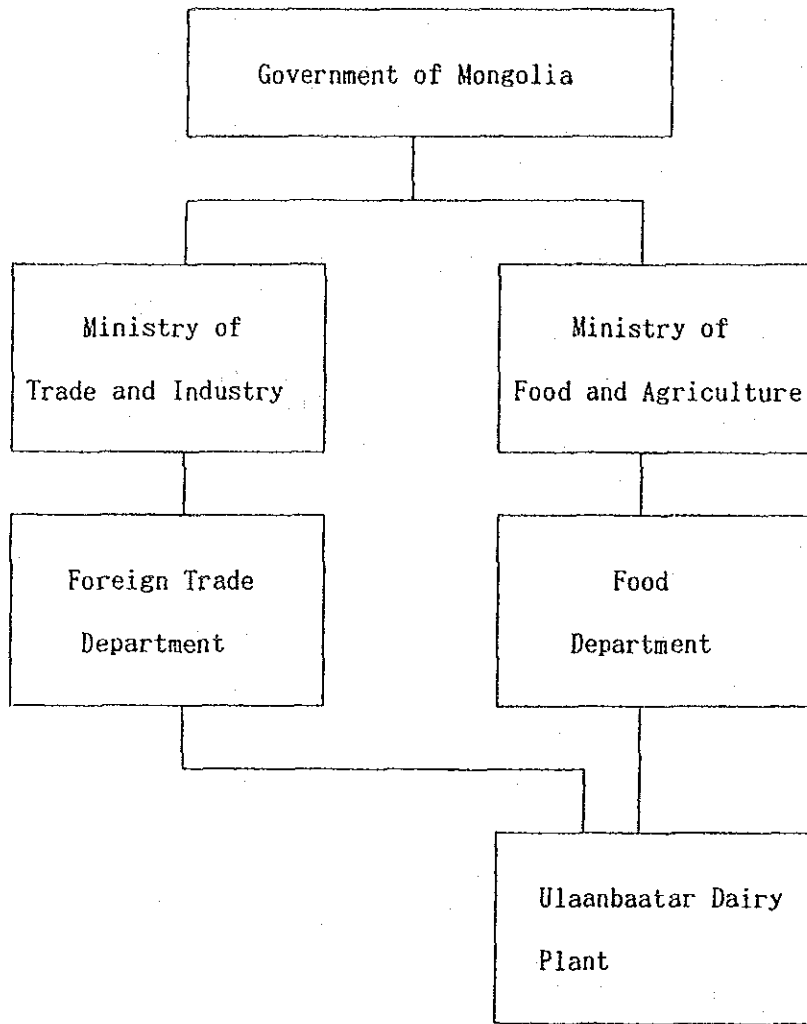 Government of Mongolia
Ministry of
Trade and Industry
Ministry of
Food and Agriculture
Foreign Trade
Department
Food
Department
Ulaanbaatar Dairy
Plant